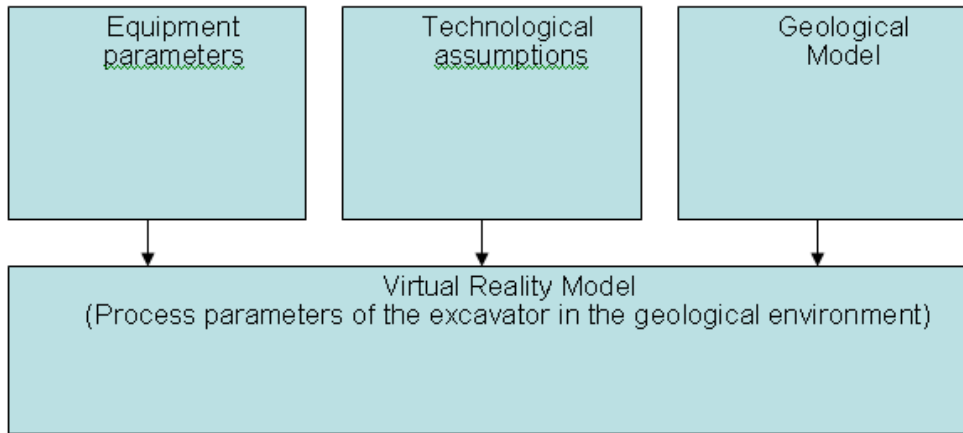 Equipment
parameters
Technological
assumptions
Geological
Model
Virtual Reality Model
(Process parameters of the excavator in the geological environment)